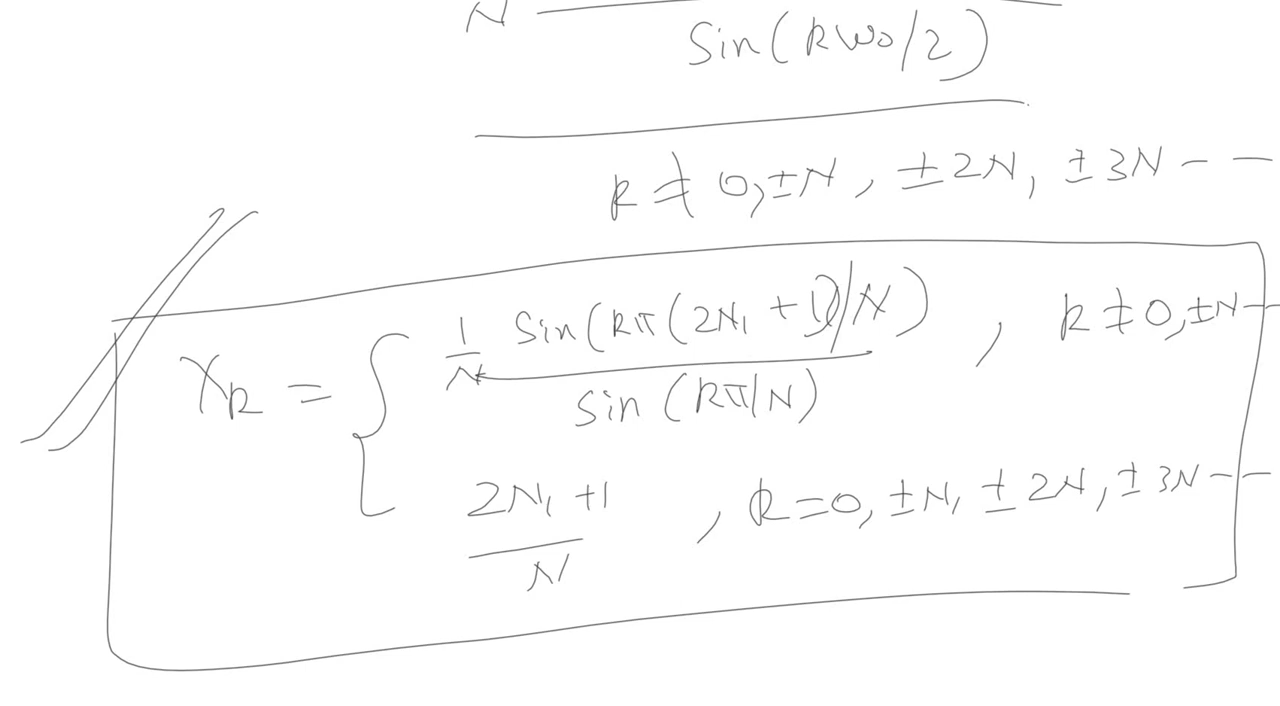 N
Sin(kω0/2)
k ≠ 0, ±N, ±2N, ±3N - -
Xk = { 1/N Sin(kπ(2N1 + 1)/N) / sin(kπ/N) , k ≠ 0, ±N - -
2N1 + 1 / N , k = 0, ±N, ±2N, ±3N - -